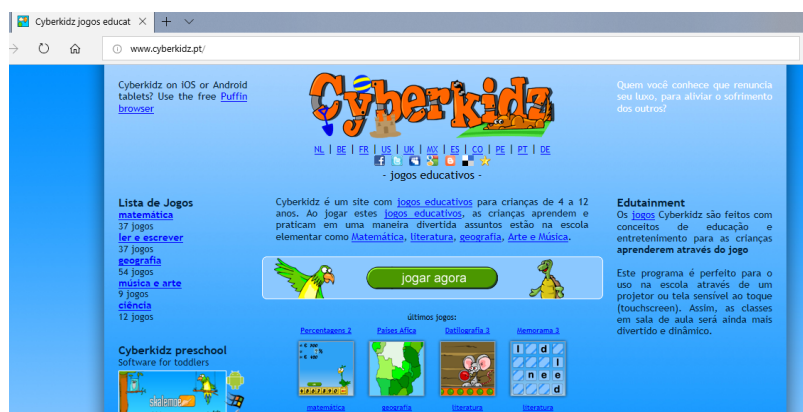 Cyberkidz jogos educat
www.cyberkidz.pt/
Cyberkidz on iOS or Android
tablets? Use the free Puffin
browser
Cyberkidz
NL | BE | FR | US | UK | MX | ES | CO | PE | PT | DE
- jogos educativos -
Quem você conhece que renuncia
seu luxo, para aliviar o sofrimento
dos outros?
Lista de Jogos
matemática
37 jogos
ler e escrever
37 jogos
geografia
54 jogos
música e arte
9 jogos
ciência
12 jogos
Cyberkidz preschool
Software for toddlers
skalemoe
Cyberkidz é um site com jogos educativos para crianças de 4 a 12
anos. Ao jogar estes jogos educativos, as crianças aprendem e
praticam em uma maneira divertida assuntos estão na escola
elementar como Matemática, literatura, geografia, Arte e Música.
jogar agora
últimos jogos:
Percentagens 2
Países Afica
Datilografia 3
Memorama 3
l d
n e e
d
matemática
geografia
literatura
literatura
Edutainment
Os jogos Cyberkidz são feitos com
conceitos de educação e
entretenimento para as crianças
aprenderem através do jogo
Este programa é perfeito para o
uso na escola através de um
projetor ou tela sensível ao toque
(touchscreen). Assim, as classes
em sala de aula será ainda mais
divertido e dinâmico.